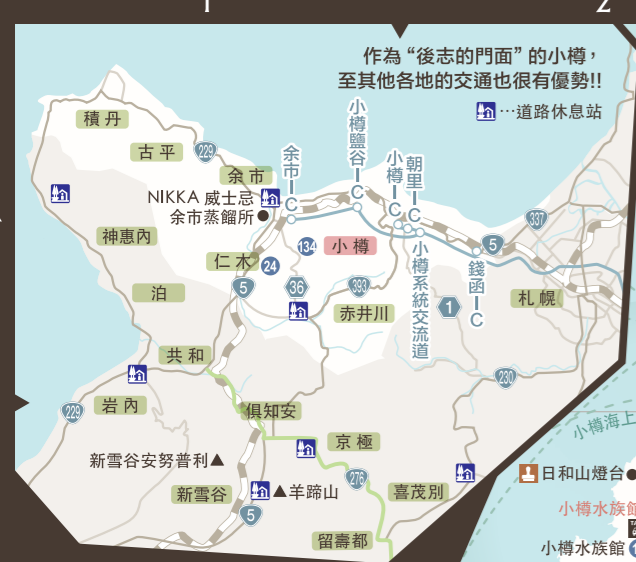 1
2
作為“後志的門面”的小樽，
至其他各地的交通也很有優勢!!
…道路休息站
積丹
古平
229
余市
余市IC
小樽鹽谷IC
小樽IC
朝里IC
NIKKA 威士忌
余市蒸餾所
337
神惠內
134
小樽
5
仁木
24
小樽系統交流道
錢函IC
泊
5
36
393
赤井川
1
札幌
共和
230
229
岩內
俱知安
小樽海上
京極
新雪谷安努普利
276
日和山燈台
新雪谷
羊蹄山
喜茂別
5
小樽水族館
留壽都
小樽水族館